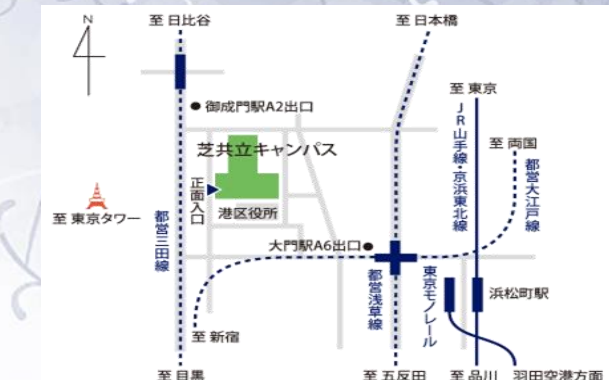 N
至 日比谷
至 日本橋
至 東京
御成門駅A2出口
芝共立キャンパス
JR山手線・京浜東北線
至 両国
都営大江戸線
正面入口
港区役所
至 東京タワー
都営三田線
大門駅A6出口
都営浅草線
東京モノレール
浜松町駅
至 新宿
至 目黒
至 五反田
至 品川
羽田空港方面